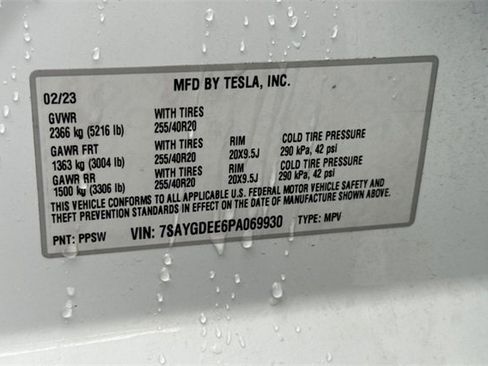 MFD BY TESLA, INC.
02/23
GVWR WITH TIRES
2366 kg (5216 lb) 255/40R20
GAWR FRT WITH TIRES RIM COLD TIRE PRESSURE
1363 kg (3004 lb) 255/40R20 20X9.5J 290 kPa, 42 psi
GAWR RR WITH TIRES RIM COLD TIRE PRESSURE
1500 kg (3306 lb) 255/40R20 20X9.5J 290 kPa, 42 psi
THIS VEHICLE CONFORMS TO ALL APPLICABLE U.S. FEDERAL MOTOR VEHICLE SAFETY AND
THEFT PREVENTION STANDARDS IN EFFECT ON THE DATE OF MANUFACTURE SHOWN ABOVE.
PNT: PPSW VIN: 7SAYGDEE6PA069930 TYPE: MPV